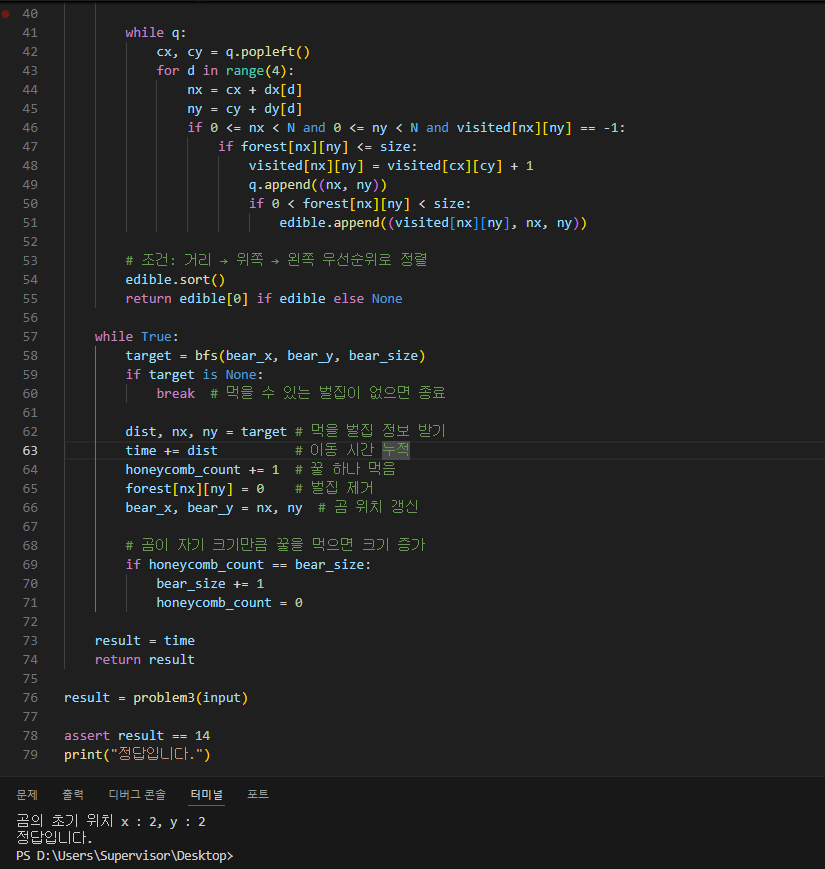 40
41 while q:
42 cx, cy = q.popleft()
43 for d in range(4):
44 nx = cx + dx[d]
45 ny = cy + dy[d]
46 if 0 <= nx < N and 0 <= ny < N and visited[nx][ny] == -1:
47 if forest[nx][ny] <= size:
48 visited[nx][ny] = visited[cx][cy] + 1
49 q.append((nx, ny))
50 if 0 < forest[nx][ny] < size:
51 edible.append((visited[nx][ny], nx, ny))
52
53 # 조건: 거리 → 위쪽 → 왼쪽 우선순위로 정렬
54 edible.sort()
55 return edible[0] if edible else None
56
57 while True:
58 target = bfs(bear_x, bear_y, bear_size)
59 if target is None:
60 break # 먹을 수 있는 벌집이 없으면 종료
61
62 dist, nx, ny = target # 먹을 벌집 정보 받기
63 time += dist # 이동 시간 누적
64 honeycomb_count += 1 # 꿀 하나 먹음
65 forest[nx][ny] = 0 # 벌집 제거
66 bear_x, bear_y = nx, ny # 곰 위치 갱신
67
68 # 곰이 자기 크기만큼 꿀을 먹으면 크기 증가
69 if honeycomb_count == bear_size:
70 bear_size += 1
71 honeycomb_count = 0
72
73 result = time
74 return result
75
76 result = problem3(input)
77
78 assert result == 14
79 print("정답입니다.")
문제 출력 디버그 콘솔 터미널 포트
곰의 초기 위치 x : 2, y : 2
정답입니다.
PS D:\Users\Supervisor\Desktop>